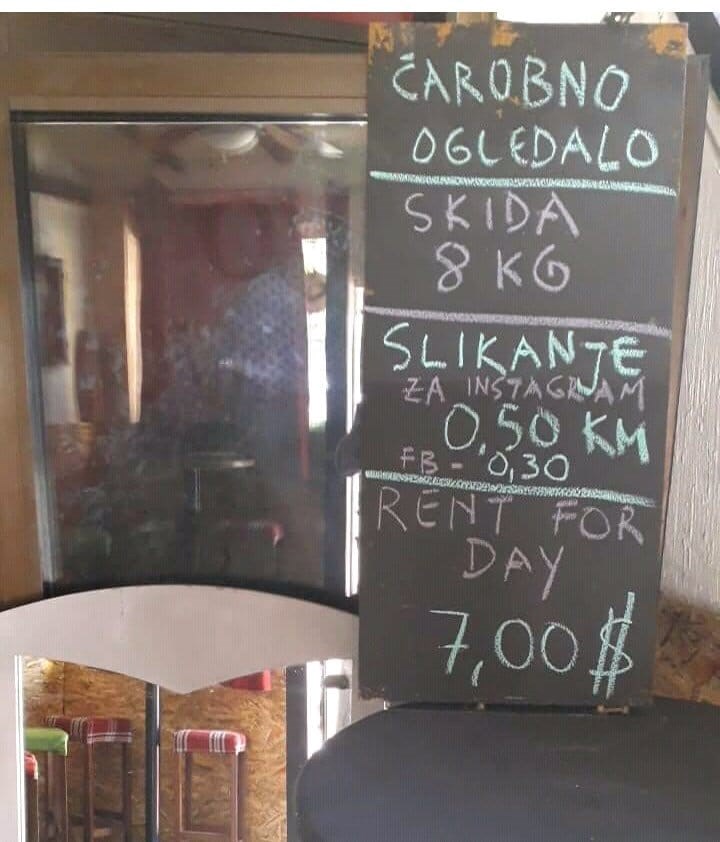 ČAROBNO
OGLEDALO
SKIDA
8 KG
SLIKANJE
ZA INSTAGRAM
0,50 KM
FB - 0,30
RENT FOR
DAY
7,00 $